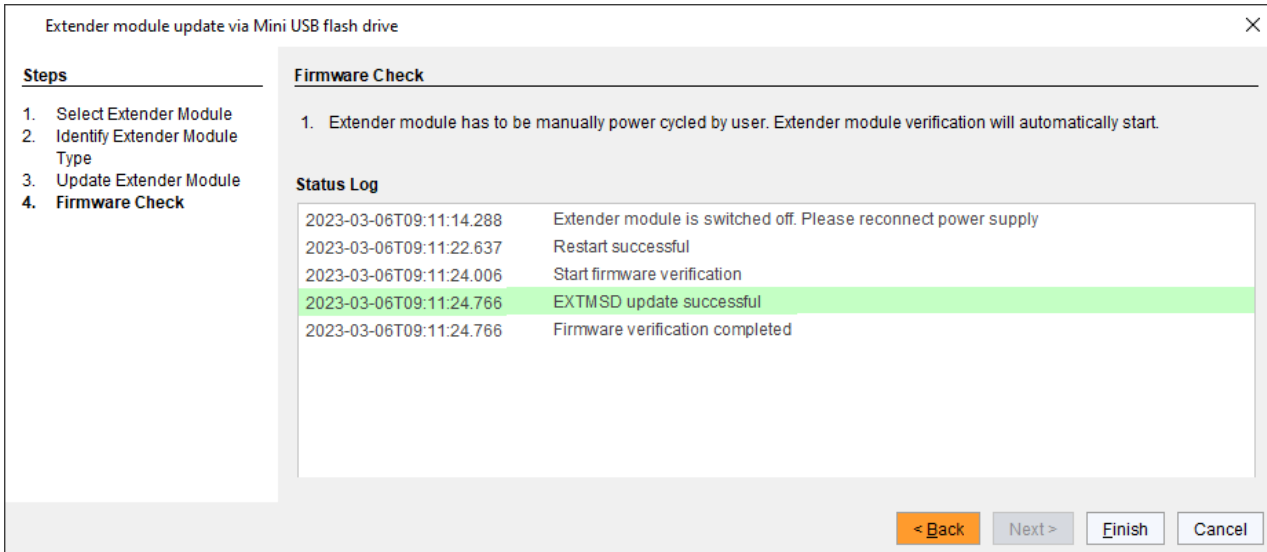 Extender module update via Mini USB flash drive
Steps
1. Select Extender Module
2. Identify Extender Module
Type
3. Update Extender Module
4. Firmware Check
Firmware Check
1. Extender module has to be manually power cycled by user. Extender module verification will automatically start.
Status Log
2023-03-06T09:11:14.288 Extender module is switched off. Please reconnect power supply
2023-03-06T09:11:22.637 Restart successful
2023-03-06T09:11:24.006 Start firmware verification
2023-03-06T09:11:24.766 EXTMSD update successful
2023-03-06T09:11:24.766 Firmware verification completed
< Back Next > Finish Cancel